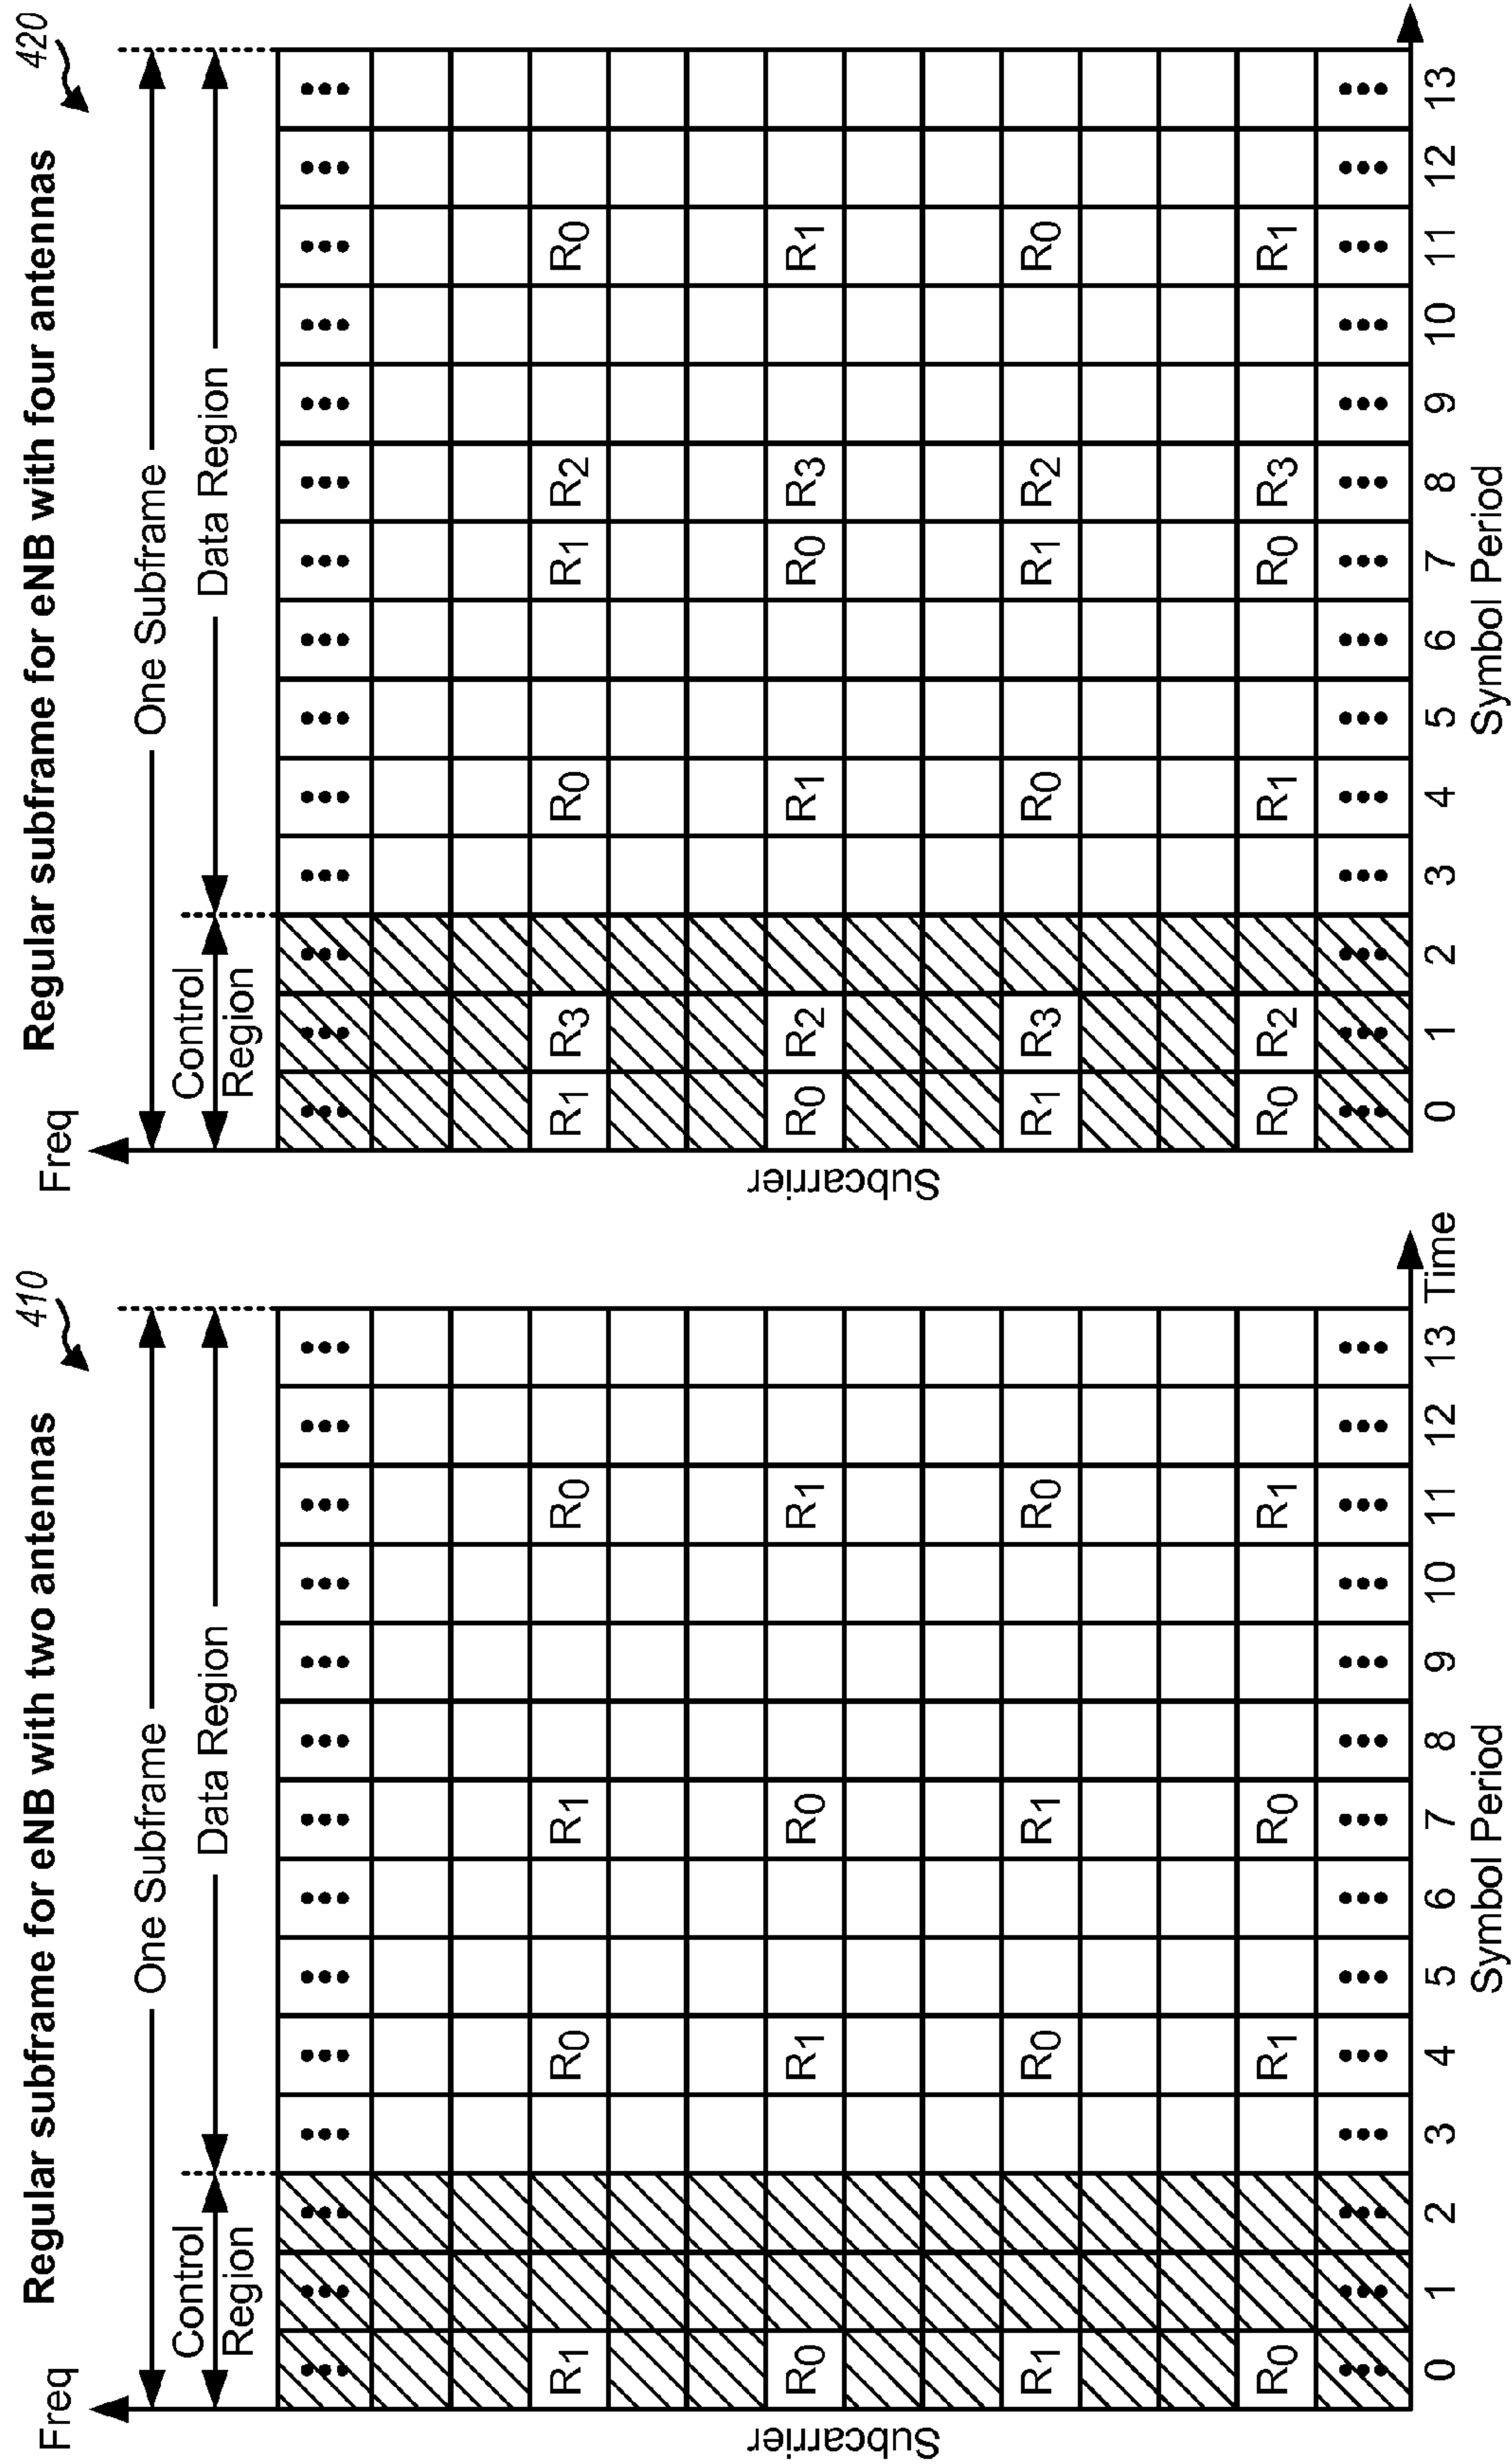 Regular subframe for eNB with two antennas
410
Freq
One Subframe
Control
Region
Data Region
Subcarrier
... ... ... ... ... ... ... ... ... ... ... ... ... ...
R1 R0 R1 R0
R0 R1 R0 R1
R1 R0 R1 R0
R0 R1 R0 R1
... ... ... ... ... ... ... ... ... ... ... ... ... ...
0 1 2 3 4 5 6 7 8 9 10 11 12 13
Time
Symbol Period
Regular subframe for eNB with four antennas
420
Freq
One Subframe
Control
Region
Data Region
Subcarrier
... ... ... ... ... ... ... ... ... ... ... ... ... ...
R1 R3 R0 R1 R2 R0
R0 R2 R1 R0 R3 R1
R1 R3 R0 R1 R2 R0
R0 R2 R1 R0 R3 R1
... ... ... ... ... ... ... ... ... ... ... ... ... ...
0 1 2 3 4 5 6 7 8 9 10 11 12 13
Symbol Period